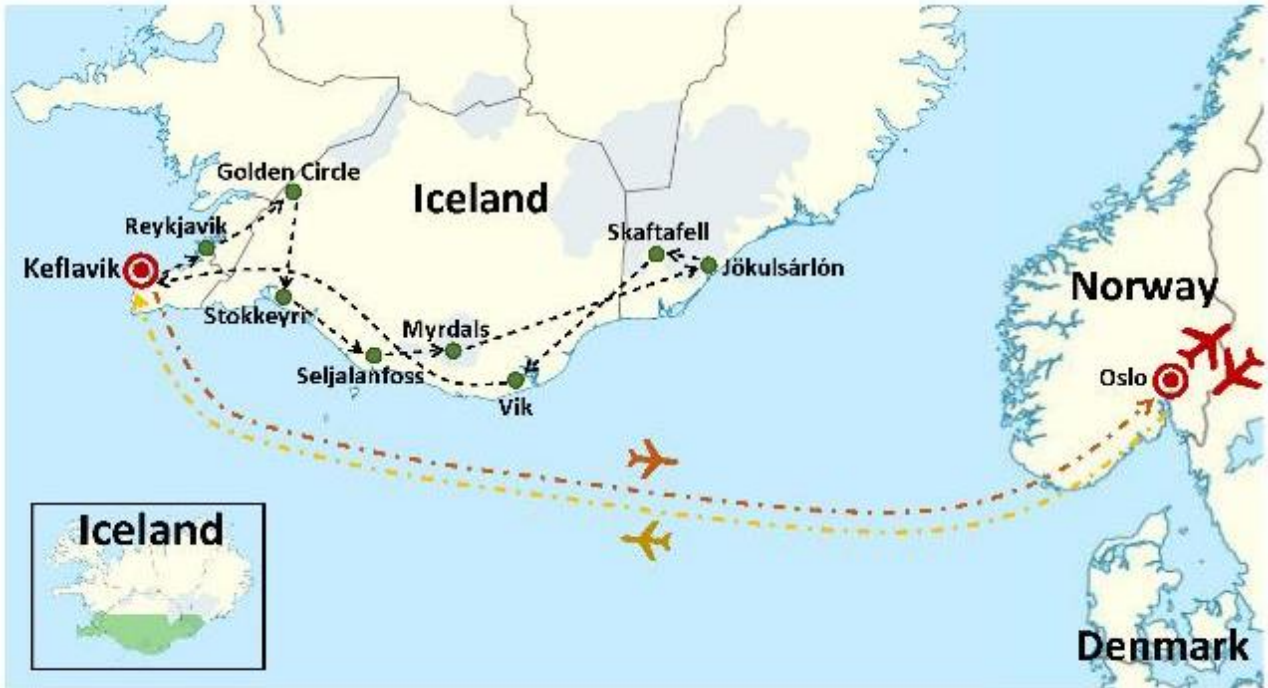 Golden Circle
Iceland
Reykjavik
Skaftafell
Keflavik
Jökulsárlón
Norway
Stokkeyri
Myrdals
Seljalanfoss
Oslo
Vik
Iceland
Denmark